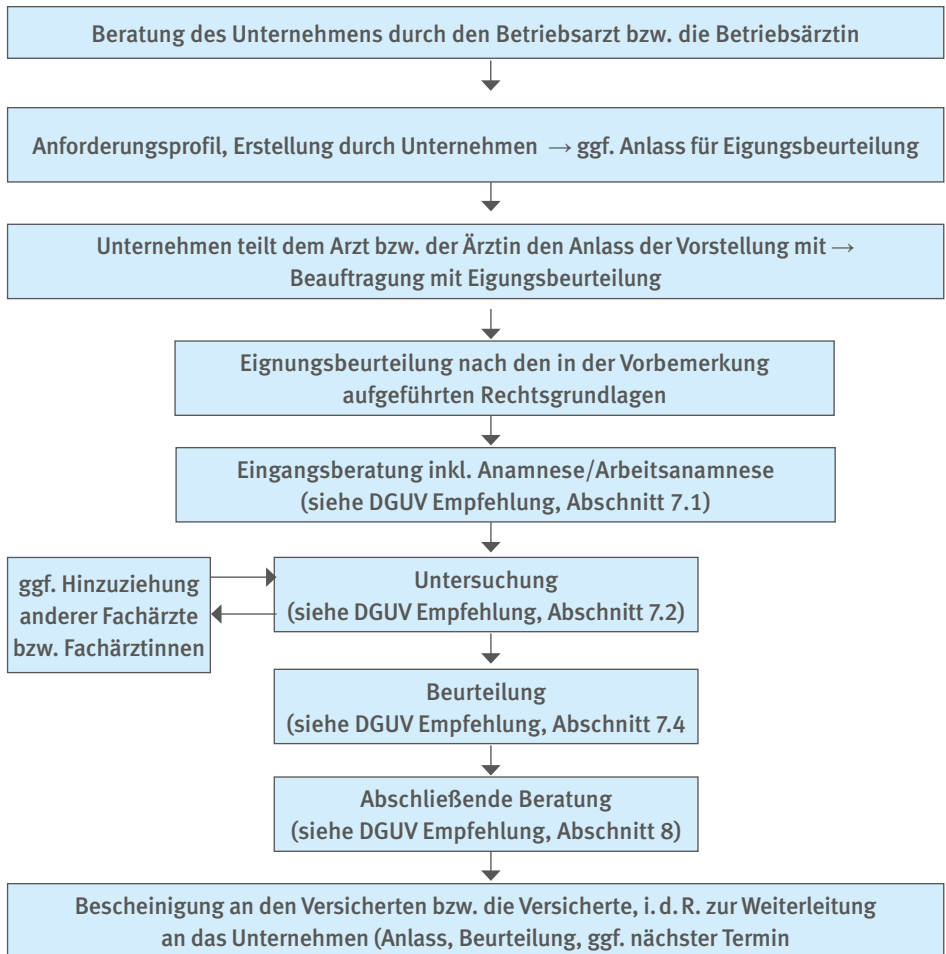 Beratung des Unternehmens durch den Betriebsarzt bzw. die Betriebsärztin
Anforderungsprofil, Erstellung durch Unternehmen → ggf. Anlass für Eigungsbeurteilung
Unternehmen teilt dem Arzt bzw. der Ärztin den Anlass der Vorstellung mit →
Beauftragung mit Eigungsbeurteilung
Eignungsbeurteilung nach den in der Vorbemerkung
aufgeführten Rechtsgrundlagen
Eingangsberatung inkl. Anamnese/Arbeitsanamnese
(siehe DGUV Empfehlung, Abschnitt 7.1)
ggf. Hinzuziehung
anderer Fachärzte
bzw. Fachärztinnen
Untersuchung
(siehe DGUV Empfehlung, Abschnitt 7.2)
Beurteilung
(siehe DGUV Empfehlung, Abschnitt 7.4
Abschließende Beratung
(siehe DGUV Empfehlung, Abschnitt 8)
Bescheinigung an den Versicherten bzw. die Versicherte, i. d. R. zur Weiterleitung
an das Unternehmen (Anlass, Beurteilung, ggf. nächster Termin